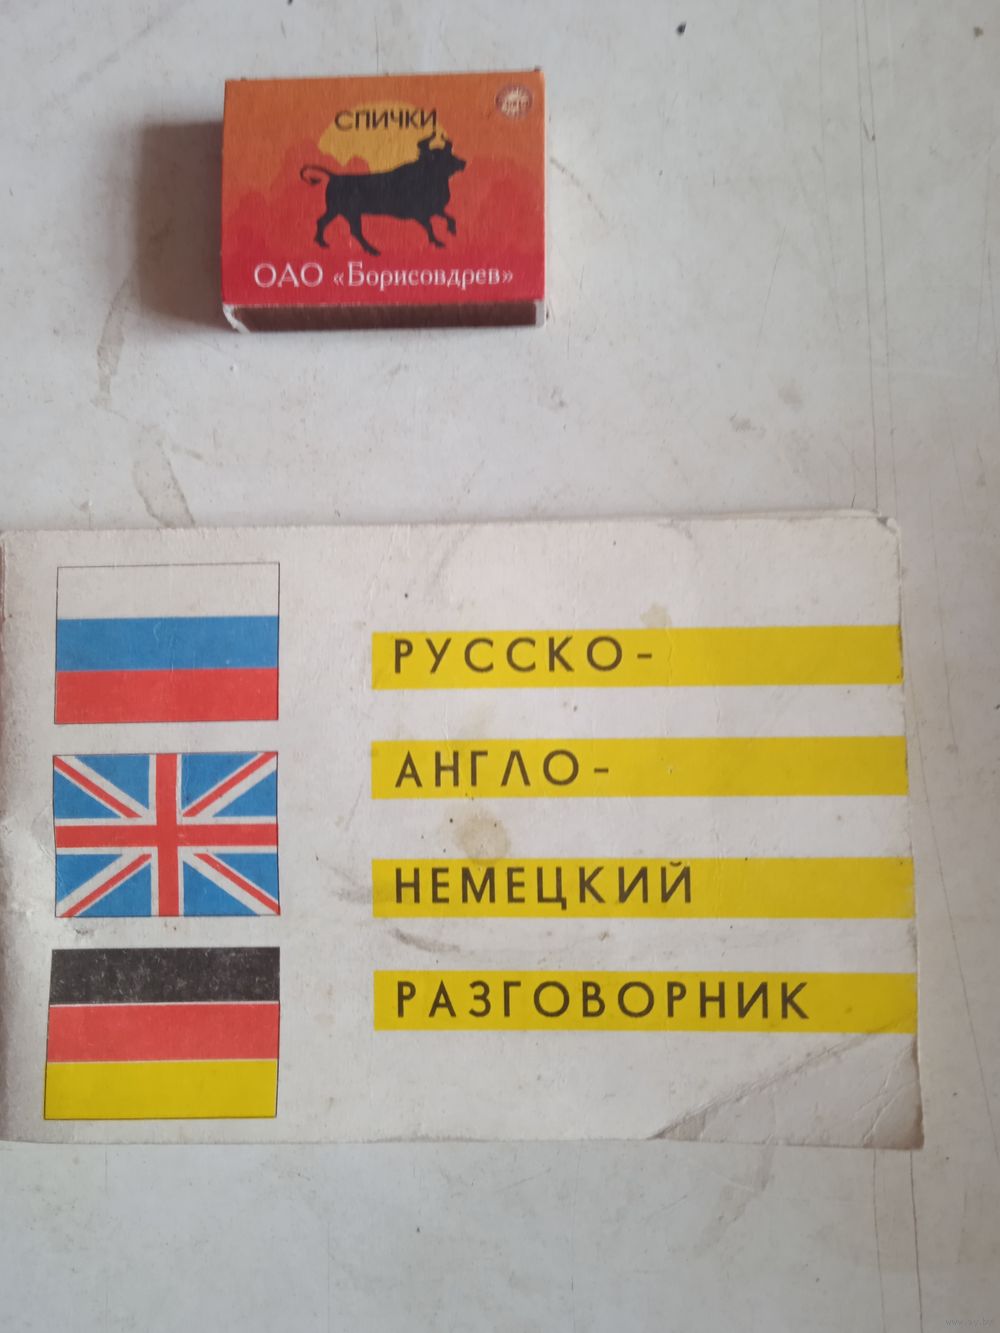 СПИЧКИ
ОАО «Борисовдрев»
РУССКО-
АНГЛО-
НЕМЕЦКИЙ
РАЗГОВОРНИК